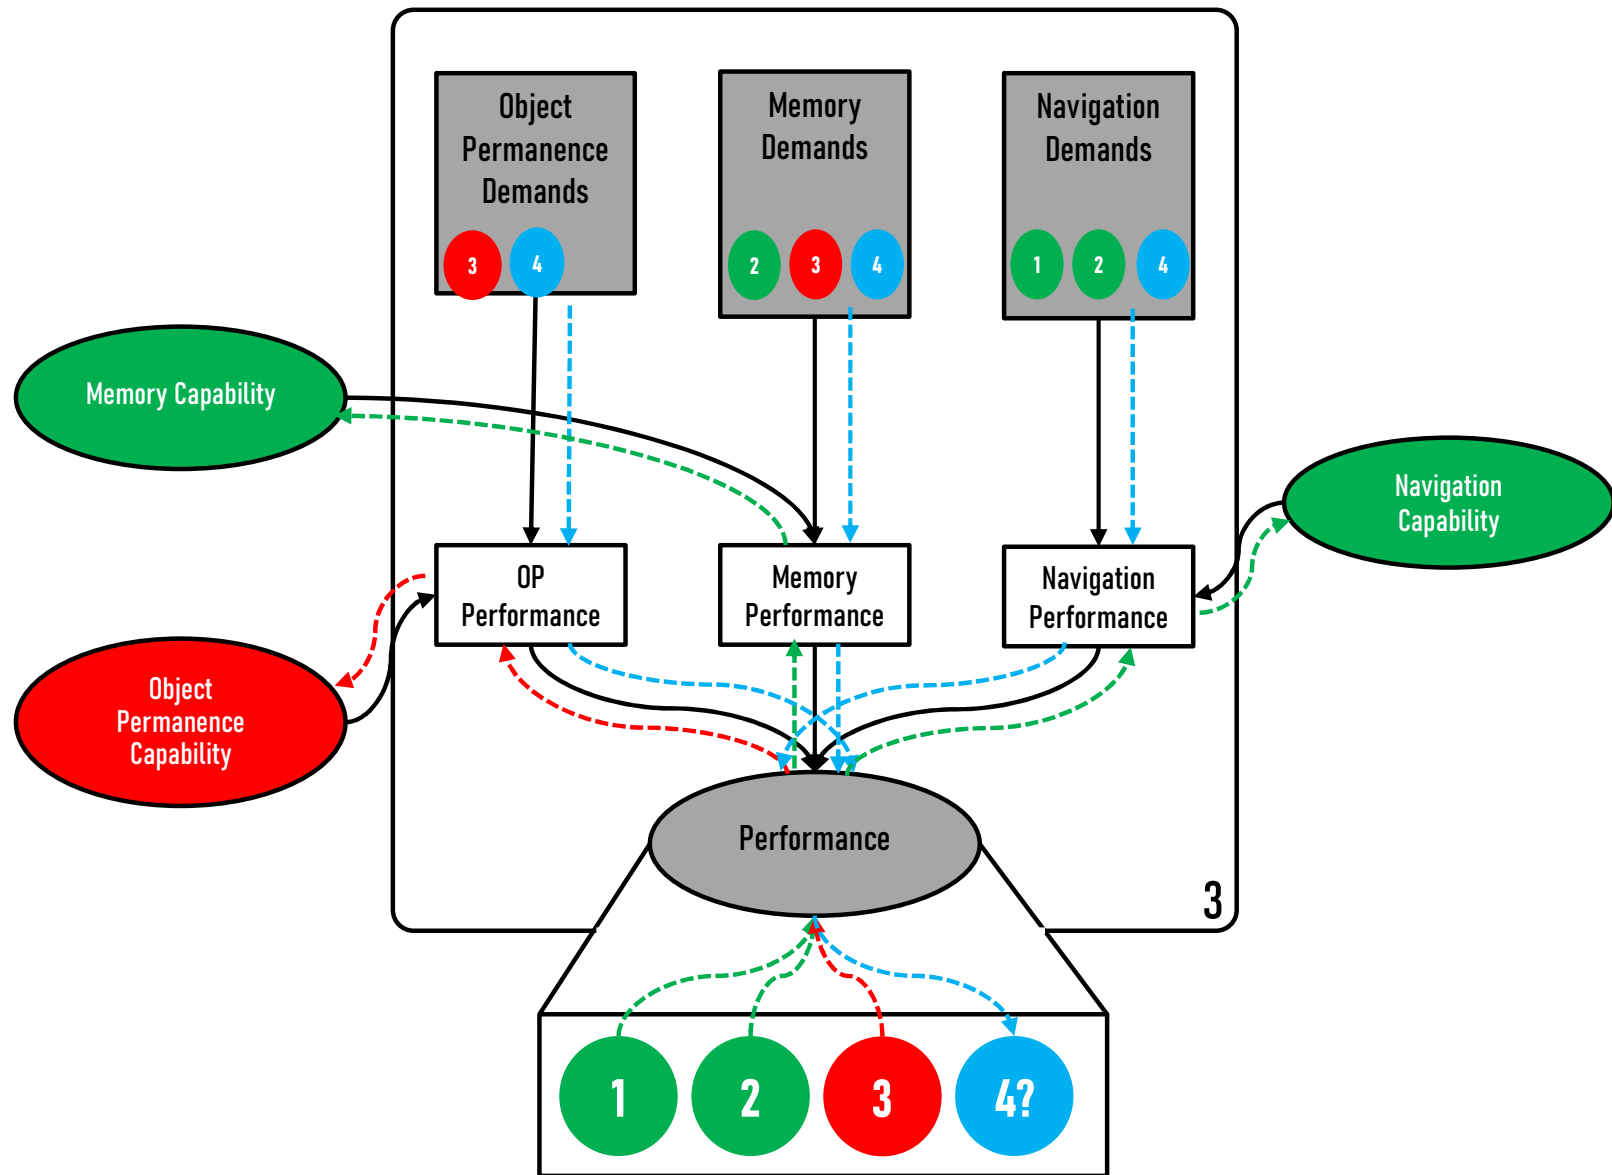 Object
Permanence
Demands
3
4
Memory
Demands
2
3
4
Navigation
Demands
1
2
4
Memory Capability
Navigation
Capability
OP
Performance
Memory
Performance
Navigation
Performance
Object
Permanence
Capability
Performance
3
1
2
3
4?